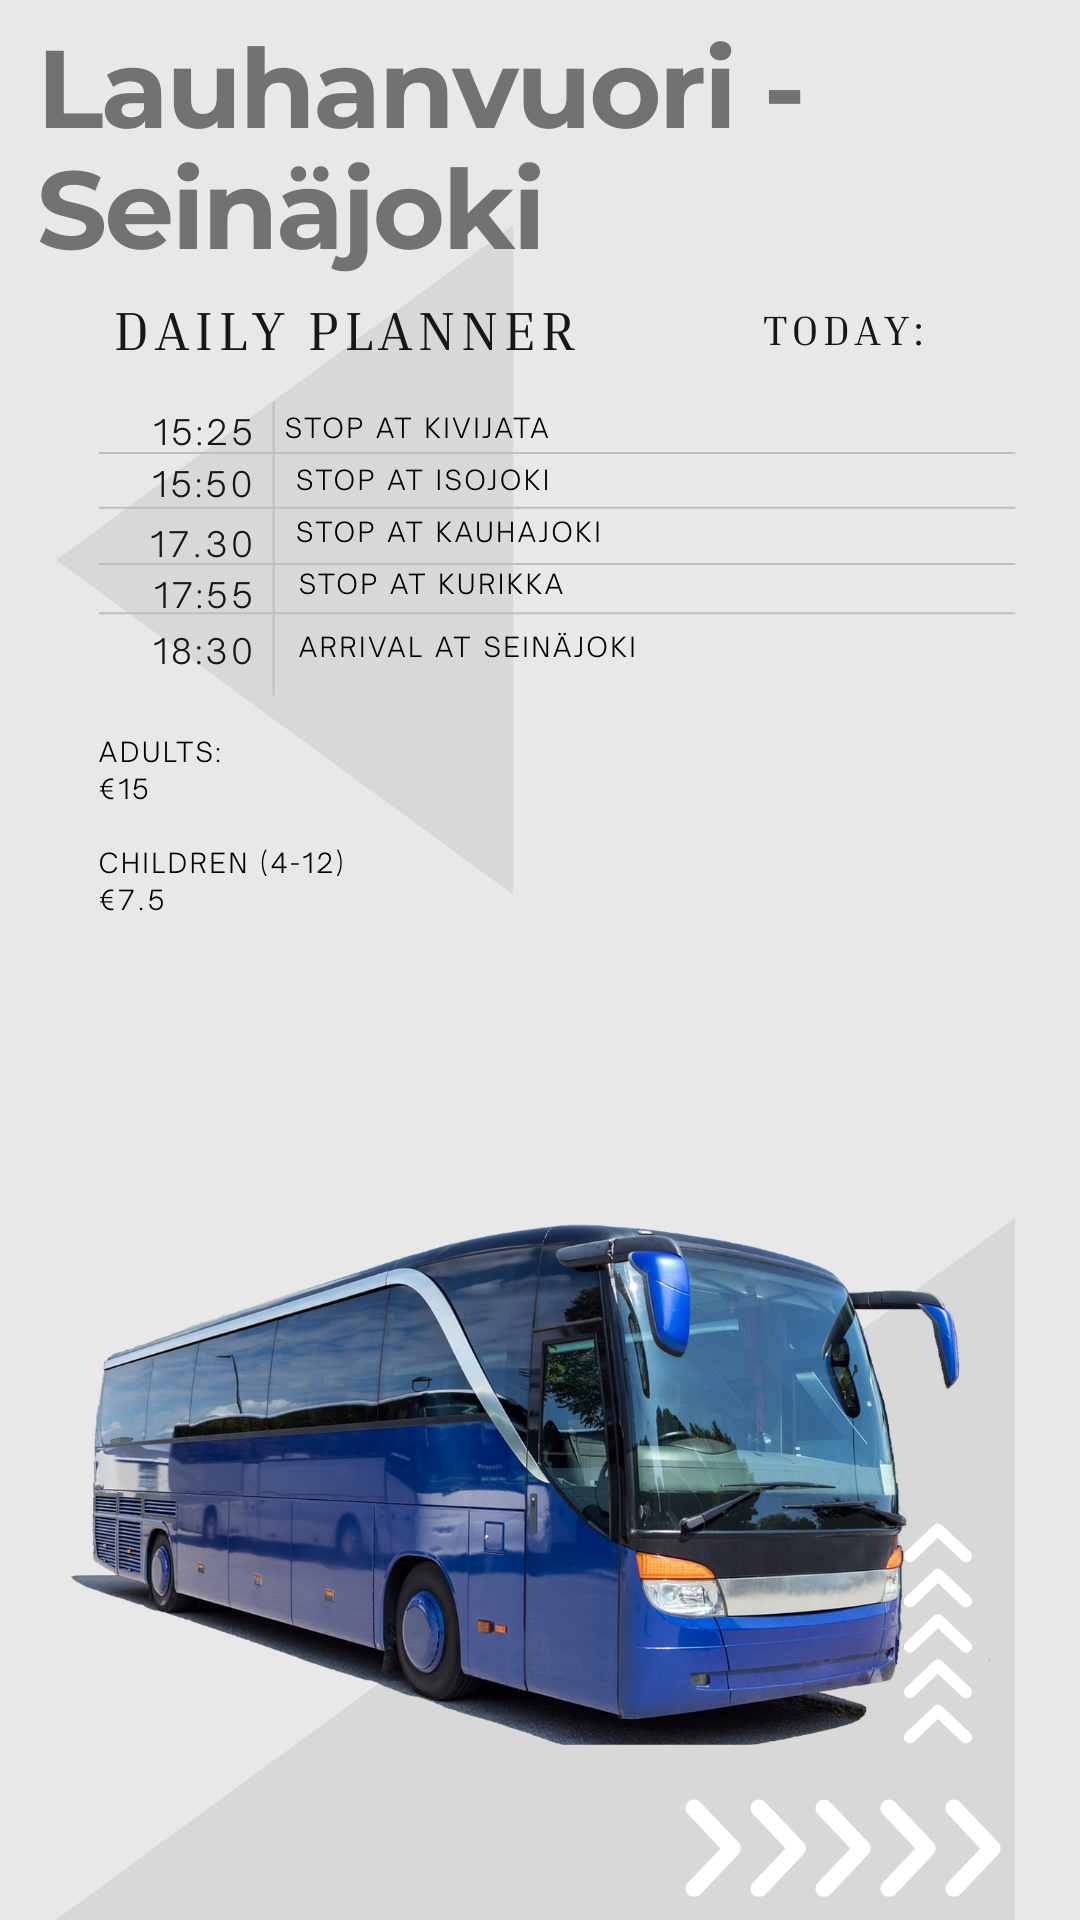 Lauhanvuori -
Seinäjoki
DAILY PLANNER
TODAY:
15:25 STOP AT KIVIJATA
15:50 STOP AT ISOJOKI
17.30 STOP AT KAUHAJOKI
17:55 STOP AT KURIKKA
18:30 ARRIVAL AT SEINÄJOKI
ADULTS:
€15
CHILDREN (4-12)
€7.5